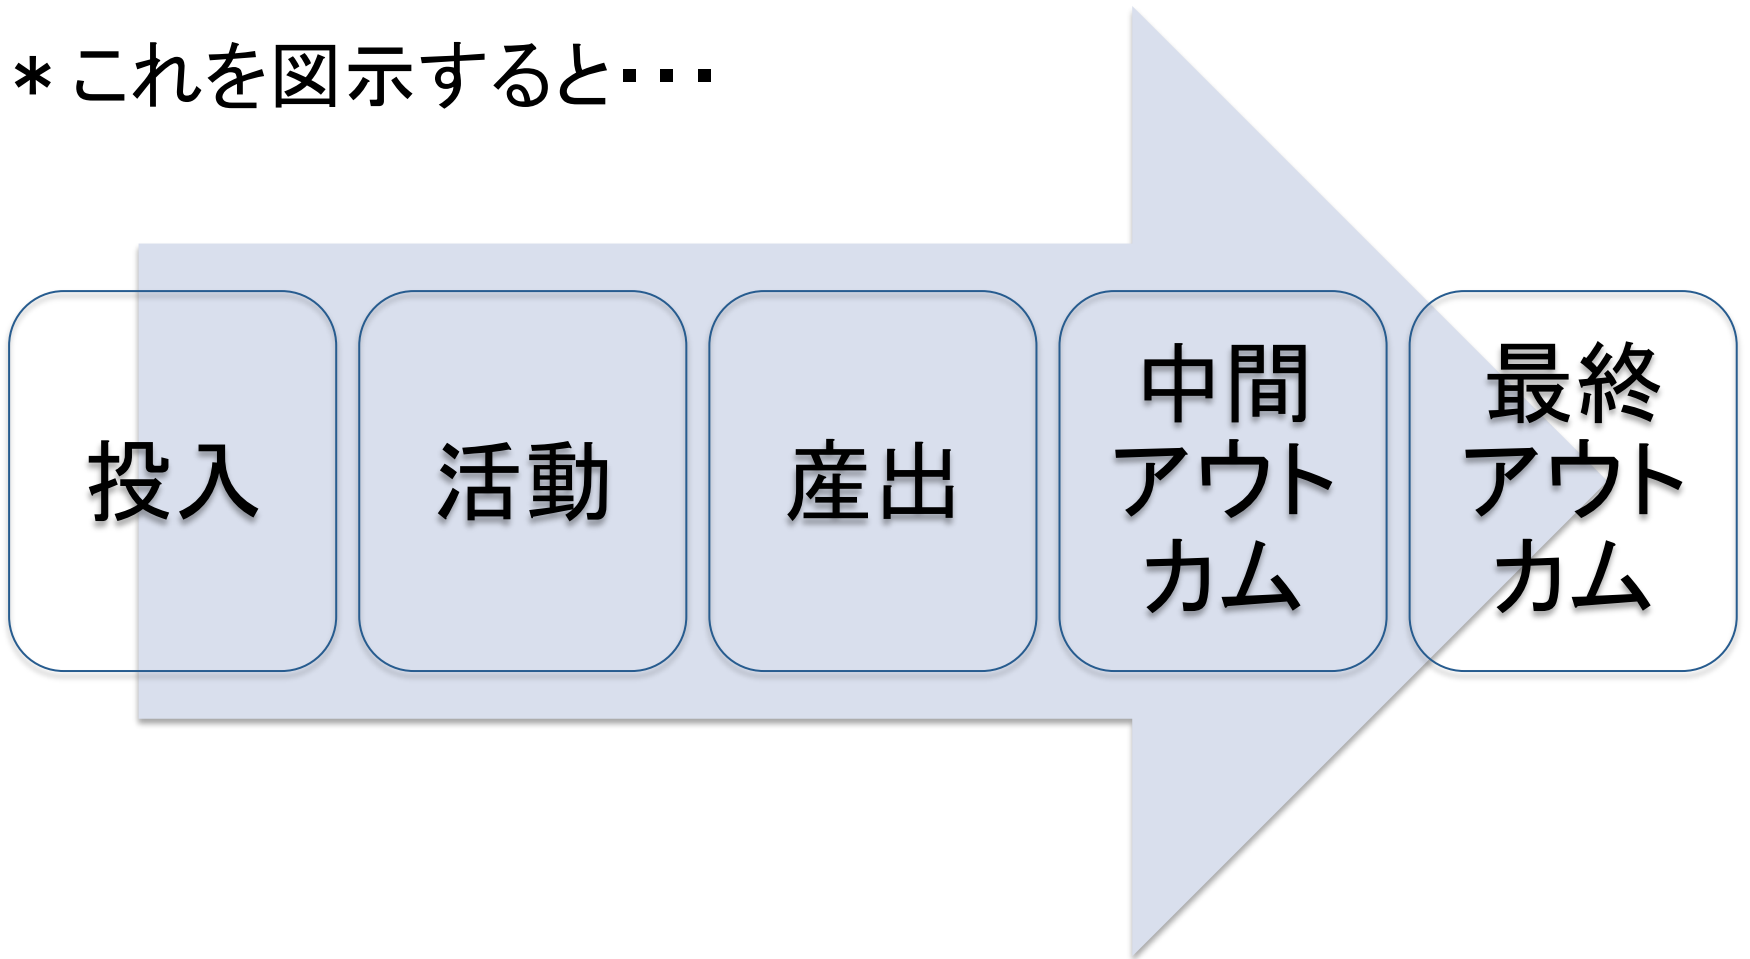 * これを図示すると・・・
投入
活動
産出
中間
アウト
カム
最終
アウト
カム